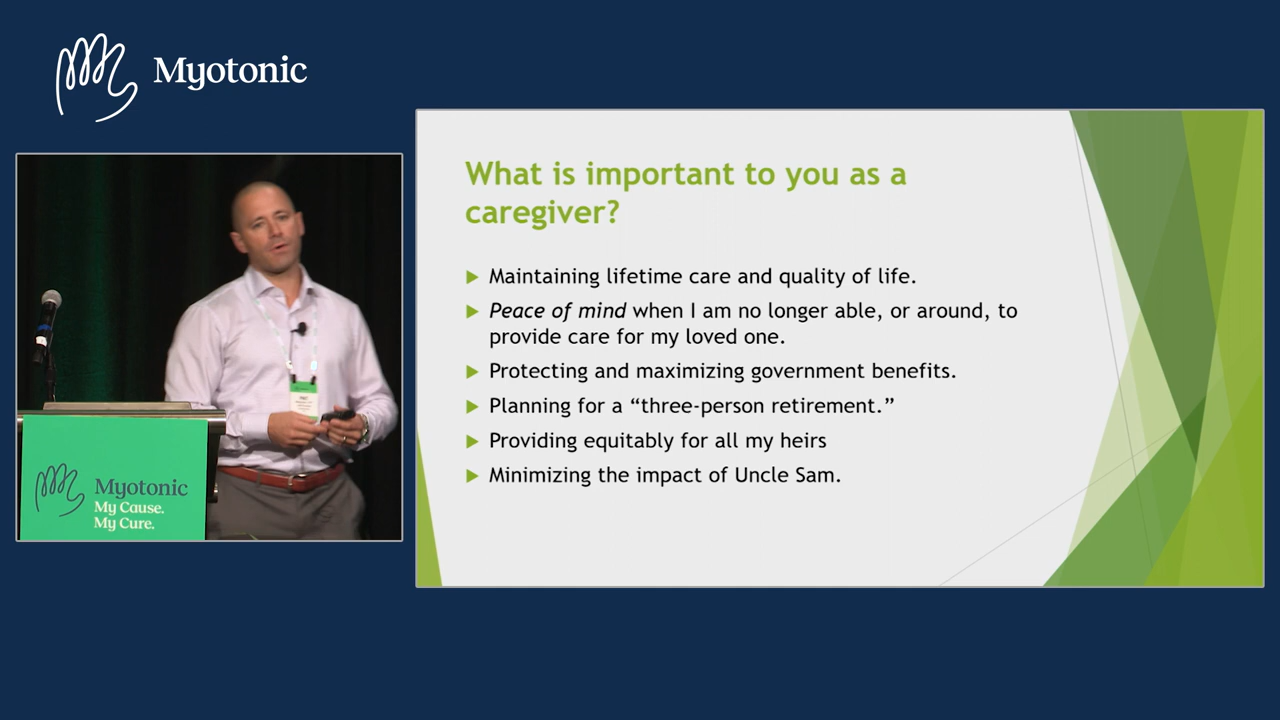 Myotonic
What is important to you as a
caregiver?
Maintaining lifetime care and quality of life.
Peace of mind when I am no longer able, or around, to
provide care for my loved one.
Protecting and maximizing government benefits.
Planning for a “three-person retirement.”
Providing equitably for all my heirs
Minimizing the impact of Uncle Sam.
Myotonic
My Cause.
My Cure.